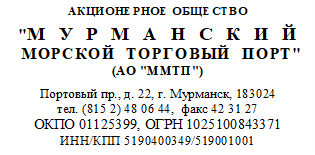 АКЦИОНЕРНОЕ ОБЩЕСТВО
"МУРМАНСКИЙ
МОРСКОЙ ТОРГОВЫЙ ПОРТ"
(АО "ММТП")
Портовый пр., д. 22, г. Мурманск, 183024
тел. (815 2) 48 06 44, факс 42 31 27
ОКПО 01125399, ОГРН 1025100843371
ИНН/КПП 5190400349/519001001